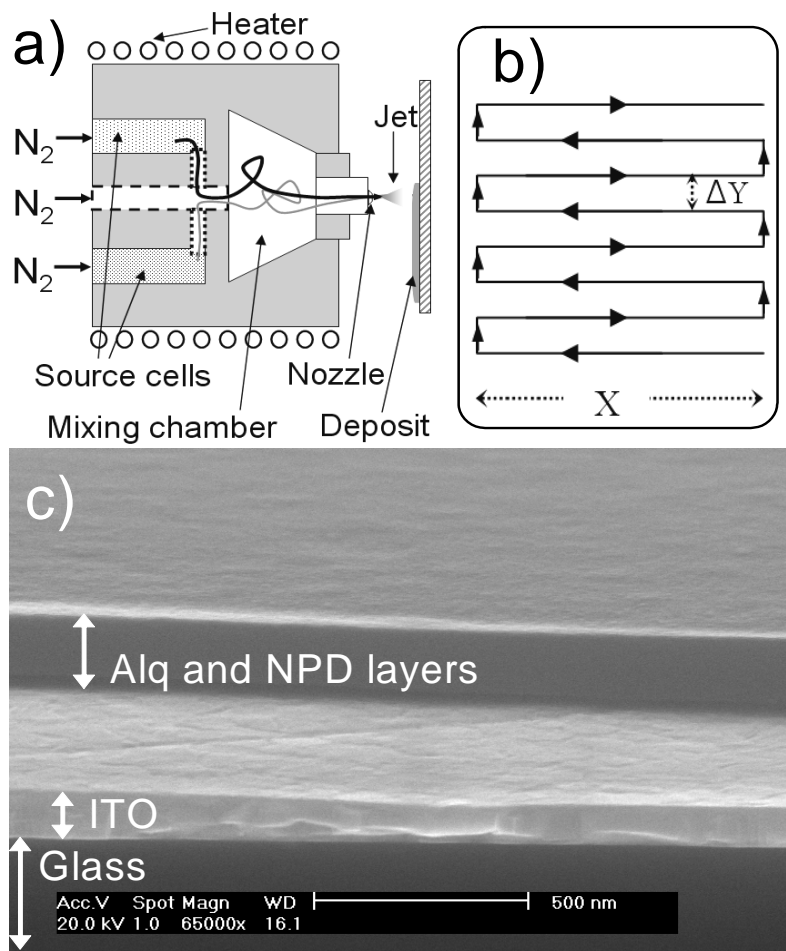 a)
Heater
N2
N2
N2
Jet
Source cells
Nozzle
Mixing chamber
Deposit
b)
ΔY
X
c)
Alq and NPD layers
ITO
Glass
Acc.V Spot Magn WD 500 nm
20.0 kV 1.0 65000x 16.1